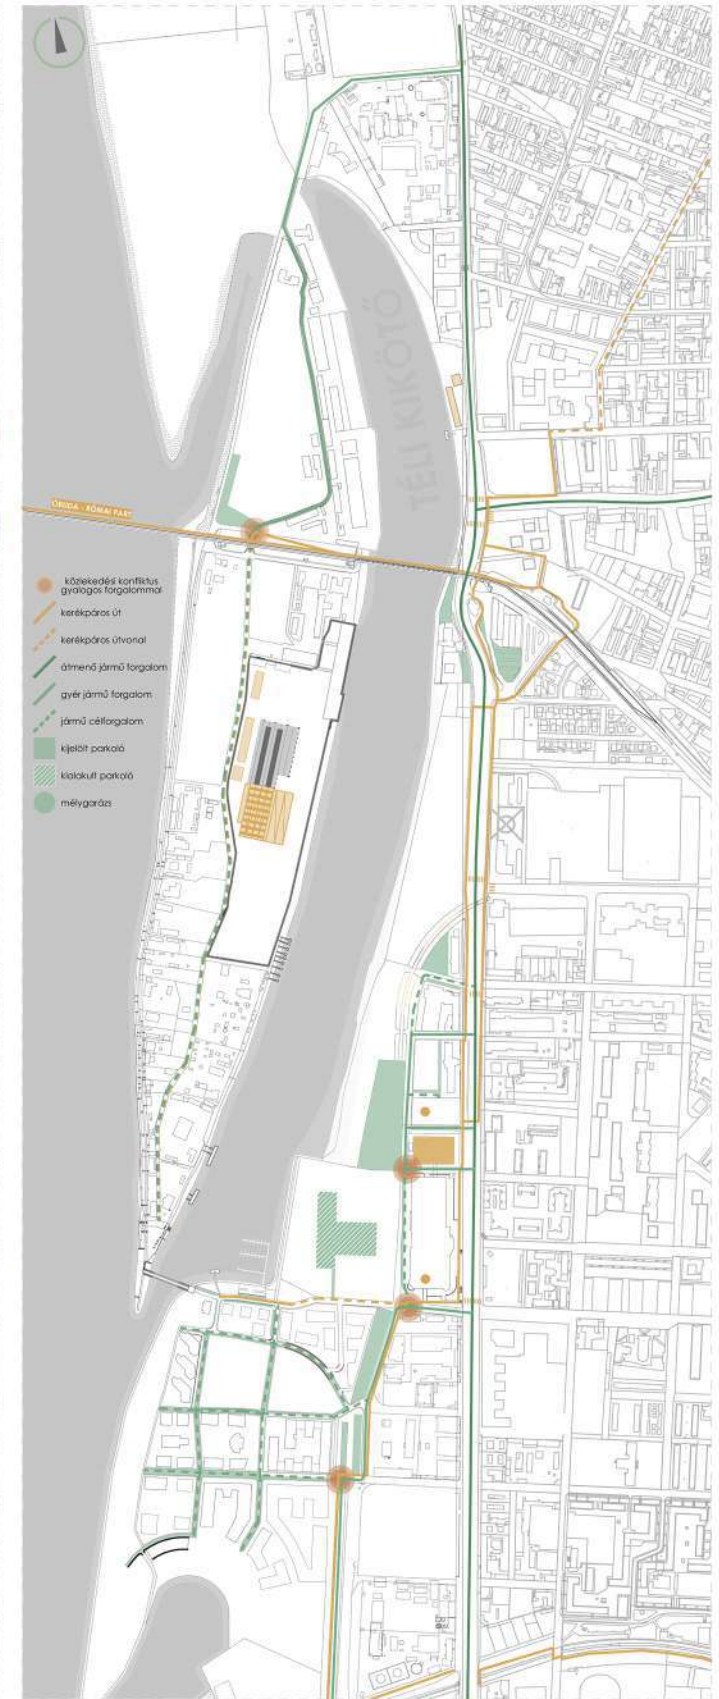 TÉLI KIKÖTŐ
ÓBUDA - RÓMAI PART
közlekedési konfliktus
gyalogos forgalommal
kerékpáros út
kerékpáros útvonal
átmenő jármű forgalom
gyér jármű forgalom
jármű célforgalom
kijelölt parkoló
kialakult parkoló
mélygarázs